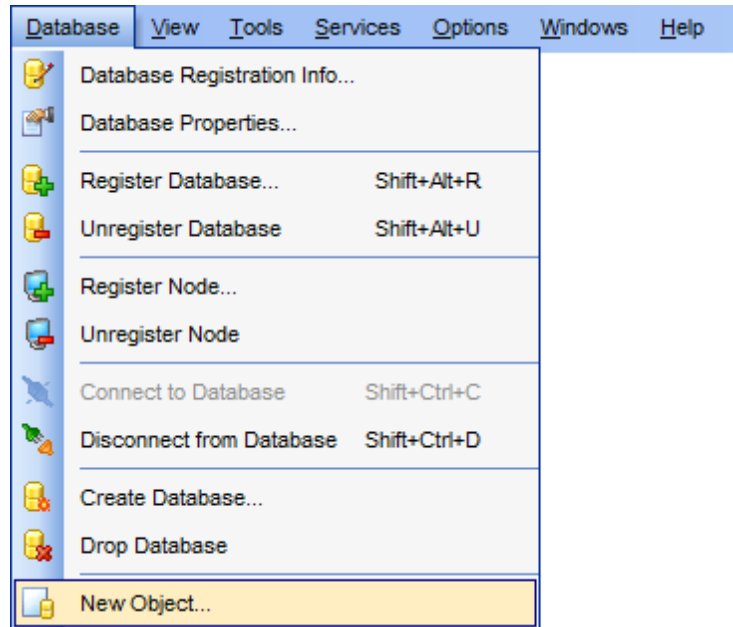 Database View Tools Services Options Windows Help
Database Registration Info...
Database Properties...
Register Database... Shift+Alt+R
Unregister Database Shift+Alt+U
Register Node...
Unregister Node
Connect to Database Shift+Ctrl+C
Disconnect from Database Shift+Ctrl+D
Create Database...
Drop Database
New Object...